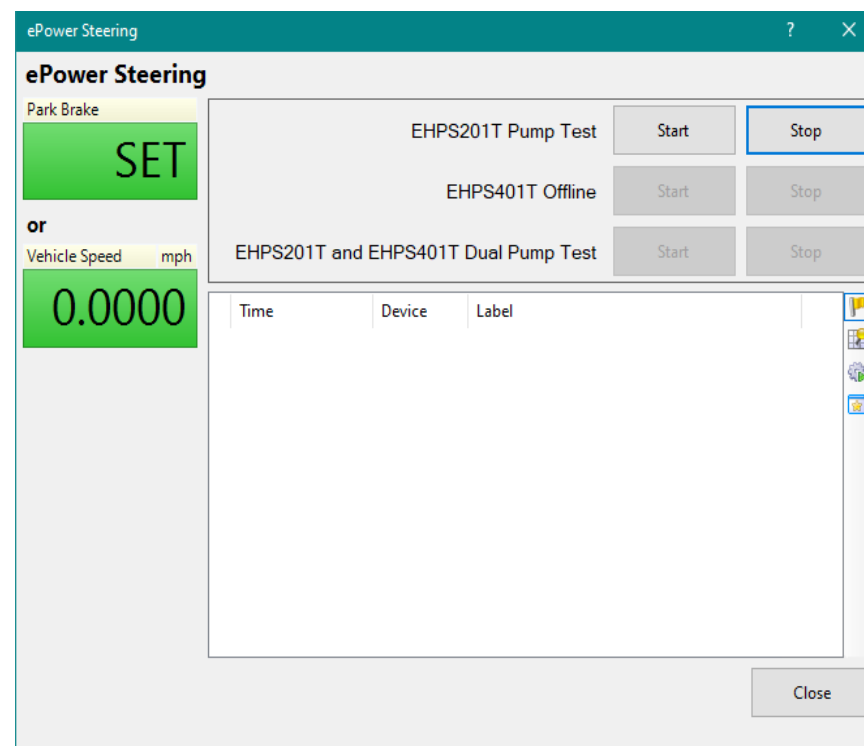 ePower Steering ?
ePower Steering
Park Brake
SET
or
Vehicle Speed mph
0.0000
EHPS201T Pump Test Start Stop
EHPS401T Offline Start Stop
EHPS201T and EHPS401T Dual Pump Test Start Stop
Time Device Label
Close